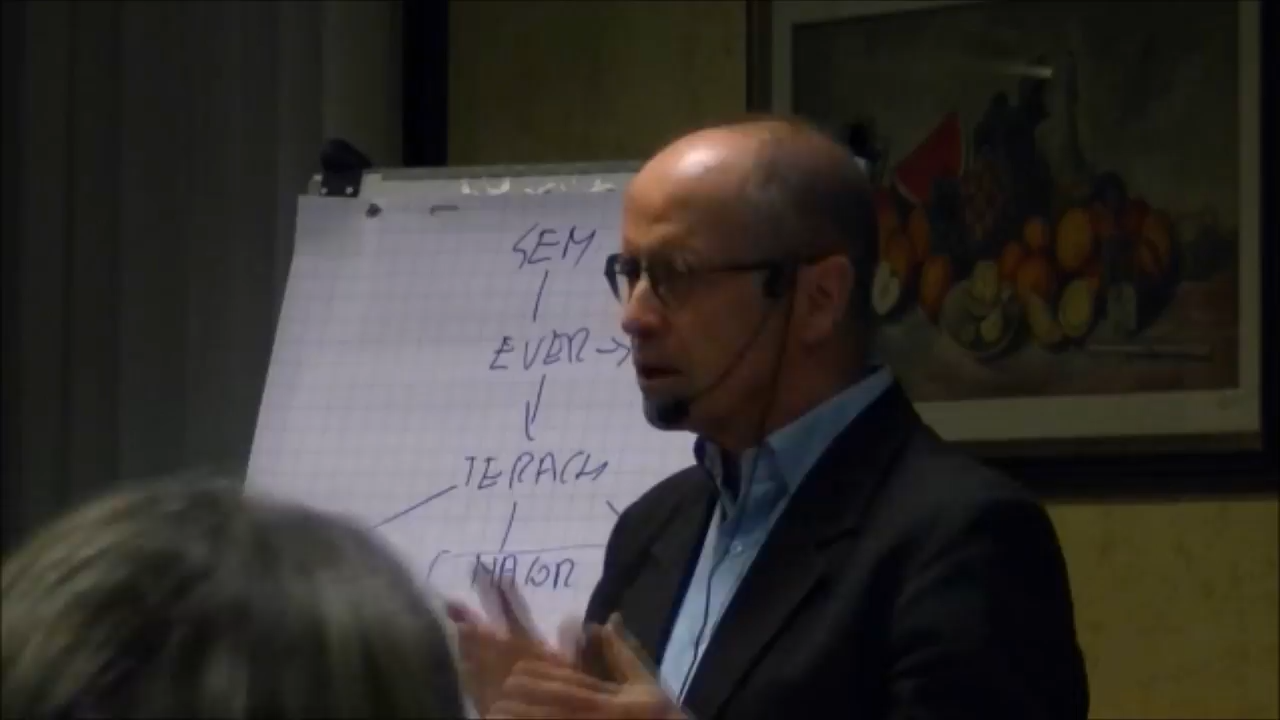 SEM
EVER →
TERACH
NAHOR